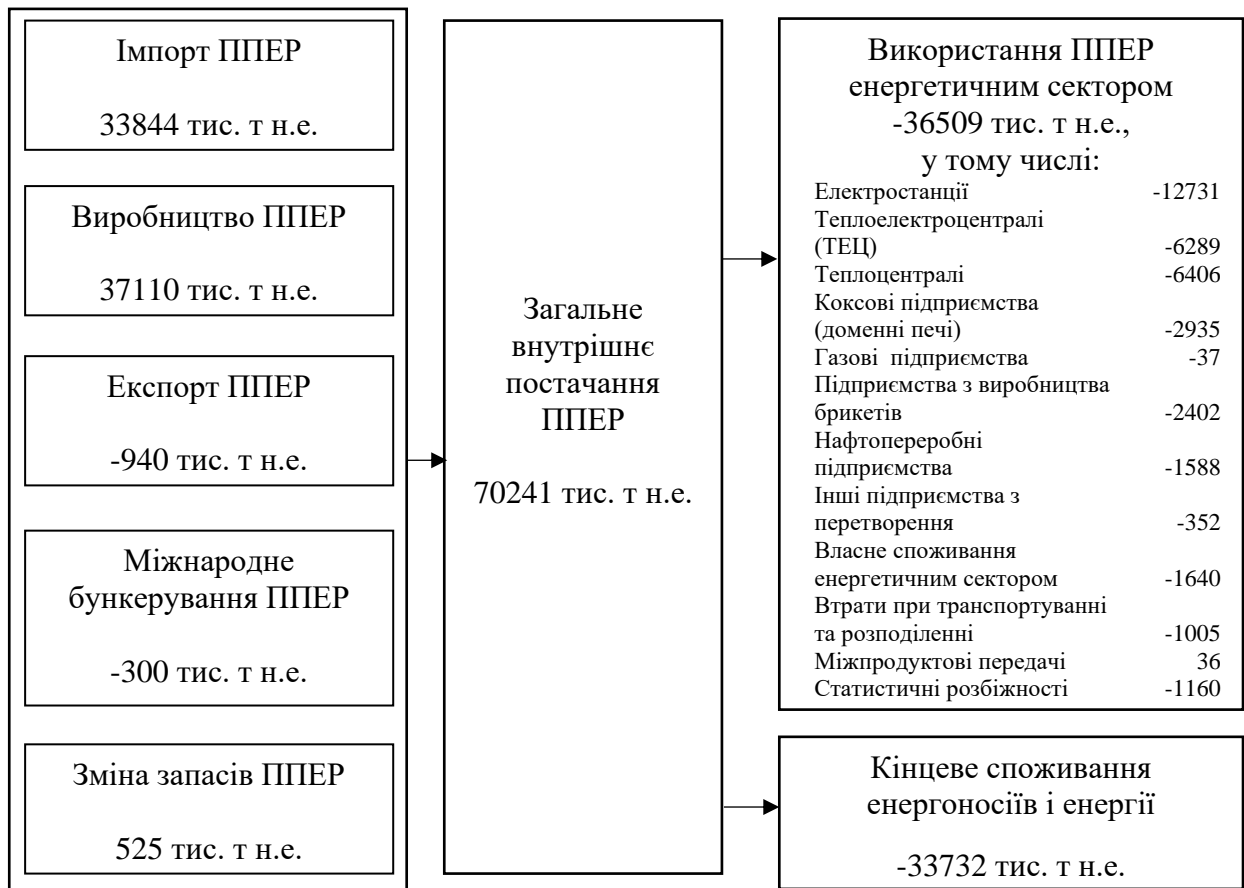 Імпорт ППЕР
33844 тис. т н.е.
Виробництво ППЕР
37110 тис. т н.е.
Експорт ППЕР
-940 тис. т н.е.
Міжнародне
бункерування ППЕР
-300 тис. т н.е.
Зміна запасів ППЕР
525 тис. т н.е.
Загальне
внутрішнє
постачання
ППЕР
70241 тис. т н.е.
Використання ППЕР
енергетичним сектором
-36509 тис. т н.е.,
у тому числі:
Електростанції -12731
Теплоелектроцентралі
(ТЕЦ) -6289
Теплоцентралі -6406
Коксові підприємства
(доменні печі) -2935
Газові підприємства -37
Підприємства з виробництва
брикетів -2402
Нафтопереробні
підприємства -1588
Інші підприємства з
перетворення -352
Власне споживання
енергетичним сектором -1640
Втрати при транспортуванні
та розподіленні -1005
Міжпродуктові передачі 36
Статистичні розбіжності -1160
Кінцеве споживання
енергоносіїв і енергії
-33732 тис. т н.е.